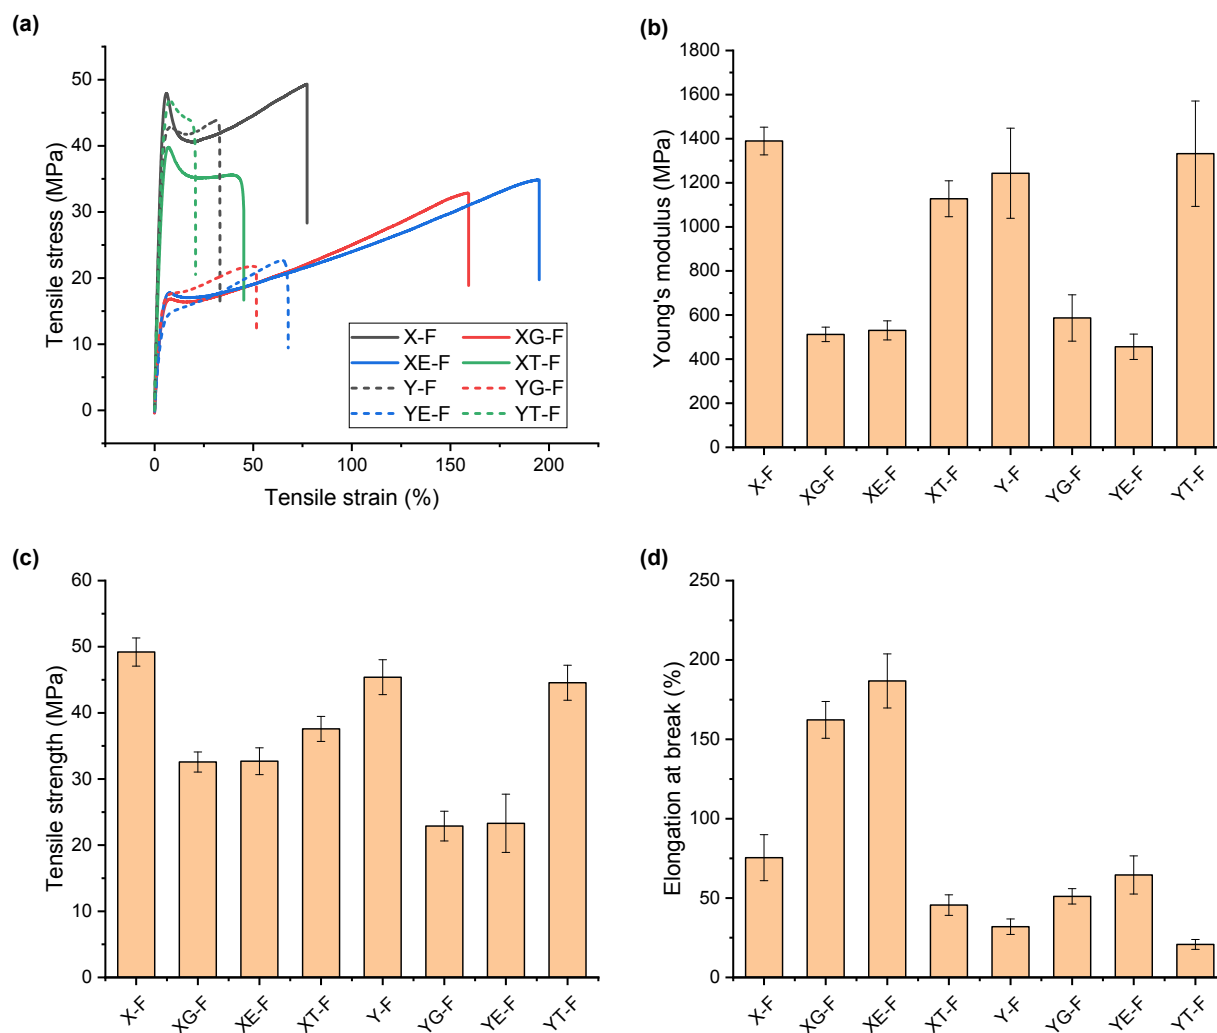 (a)
Tensile stress (MPa)
50
40
30
20
10
0
0 50 100 150 200
Tensile strain (%)
X-F XG-F
XE-F XT-F
Y-F YG-F
YE-F YT-F
(b)
Young's modulus (MPa)
1800
1600
1400
1200
1000
800
600
400
200
0
X-F XG-F XE-F XT-F Y-F YG-F YE-F YT-F
(c)
Tensile strength (MPa)
60
50
40
30
20
10
0
X-F XG-F XE-F XT-F Y-F YG-F YE-F YT-F
(d)
Elongation at break (%)
250
200
150
100
50
0
X-F XG-F XE-F XT-F Y-F YG-F YE-F YT-F